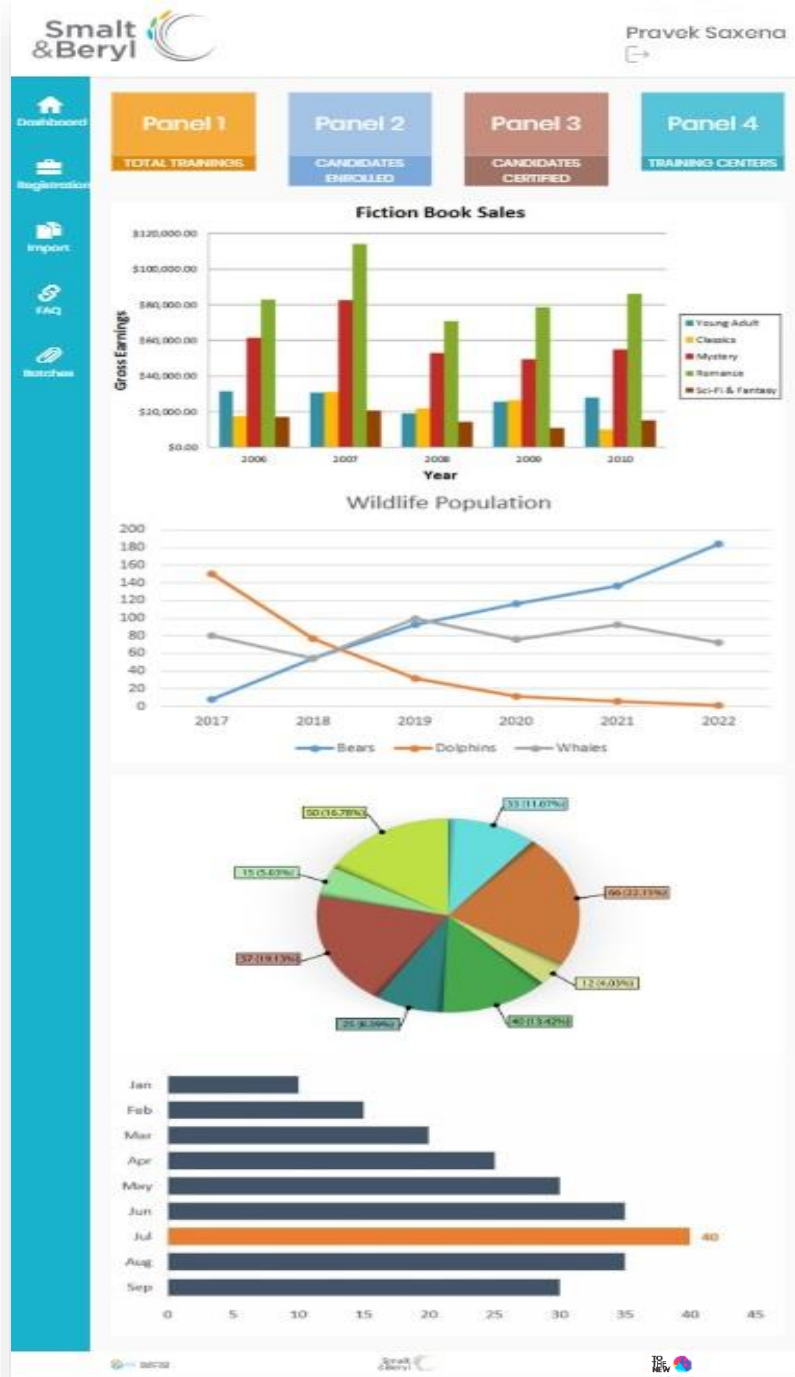 Smalt
&Beryl
Pravek Saxena
Dashboard
Registration
Import
FAQ
Batches
Panel 1
TOTAL TRAININGS
Panel 2
CANDIDATES
ENROLLED
Panel 3
CANDIDATES
CERTIFIED
Panel 4
TRAINING CENTERS
Fiction Book Sales
Gross Earnings
$120,000.00
$100,000.00
$80,000.00
$60,000.00
$40,000.00
$20,000.00
$0.00
2006 2007 2008 2009 2010
Year
Young Adult
Classics
Mystery
Romance
Sci-Fi & Fantasy
Wildlife Population
200
180
160
140
120
100
80
60
40
20
0
2017 2018 2019 2020 2021 2022
Bears Dolphins Whales
50 (16.78%)
33 (11.07%)
15 (5.03%)
66 (22.15%)
57 (19.13%)
12 (4.03%)
25 (8.39%)
40 (13.42%)
Jan
Feb
Mar
Apr
May
Jun
Jul 40
Aug
Sep
0 5 10 15 20 25 30 35 40 45
Smalt
&Beryl
TO
THE
NEW